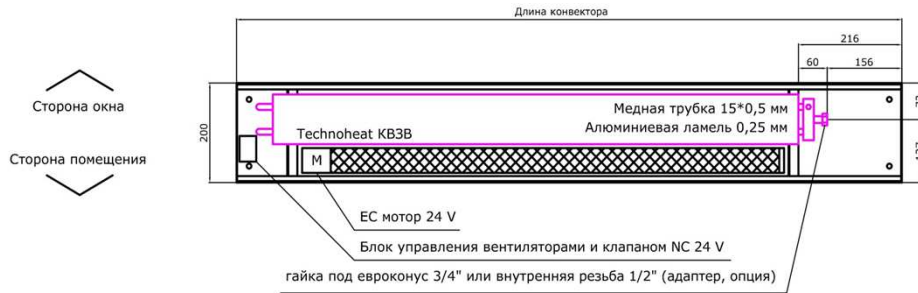 Длина конвектора
216
60
156
Сторона окна
Медная трубка 15*0,5 мм
200
Technoheat КВЗВ
Алюминиевая ламель 0,25 мм
Сторона помещения
M
ЕС мотор 24 V
Блок управления вентиляторами и клапаном NC 24 V
гайка под евроконус 3/4" или внутренняя резьба 1/2" (адаптер, опция)